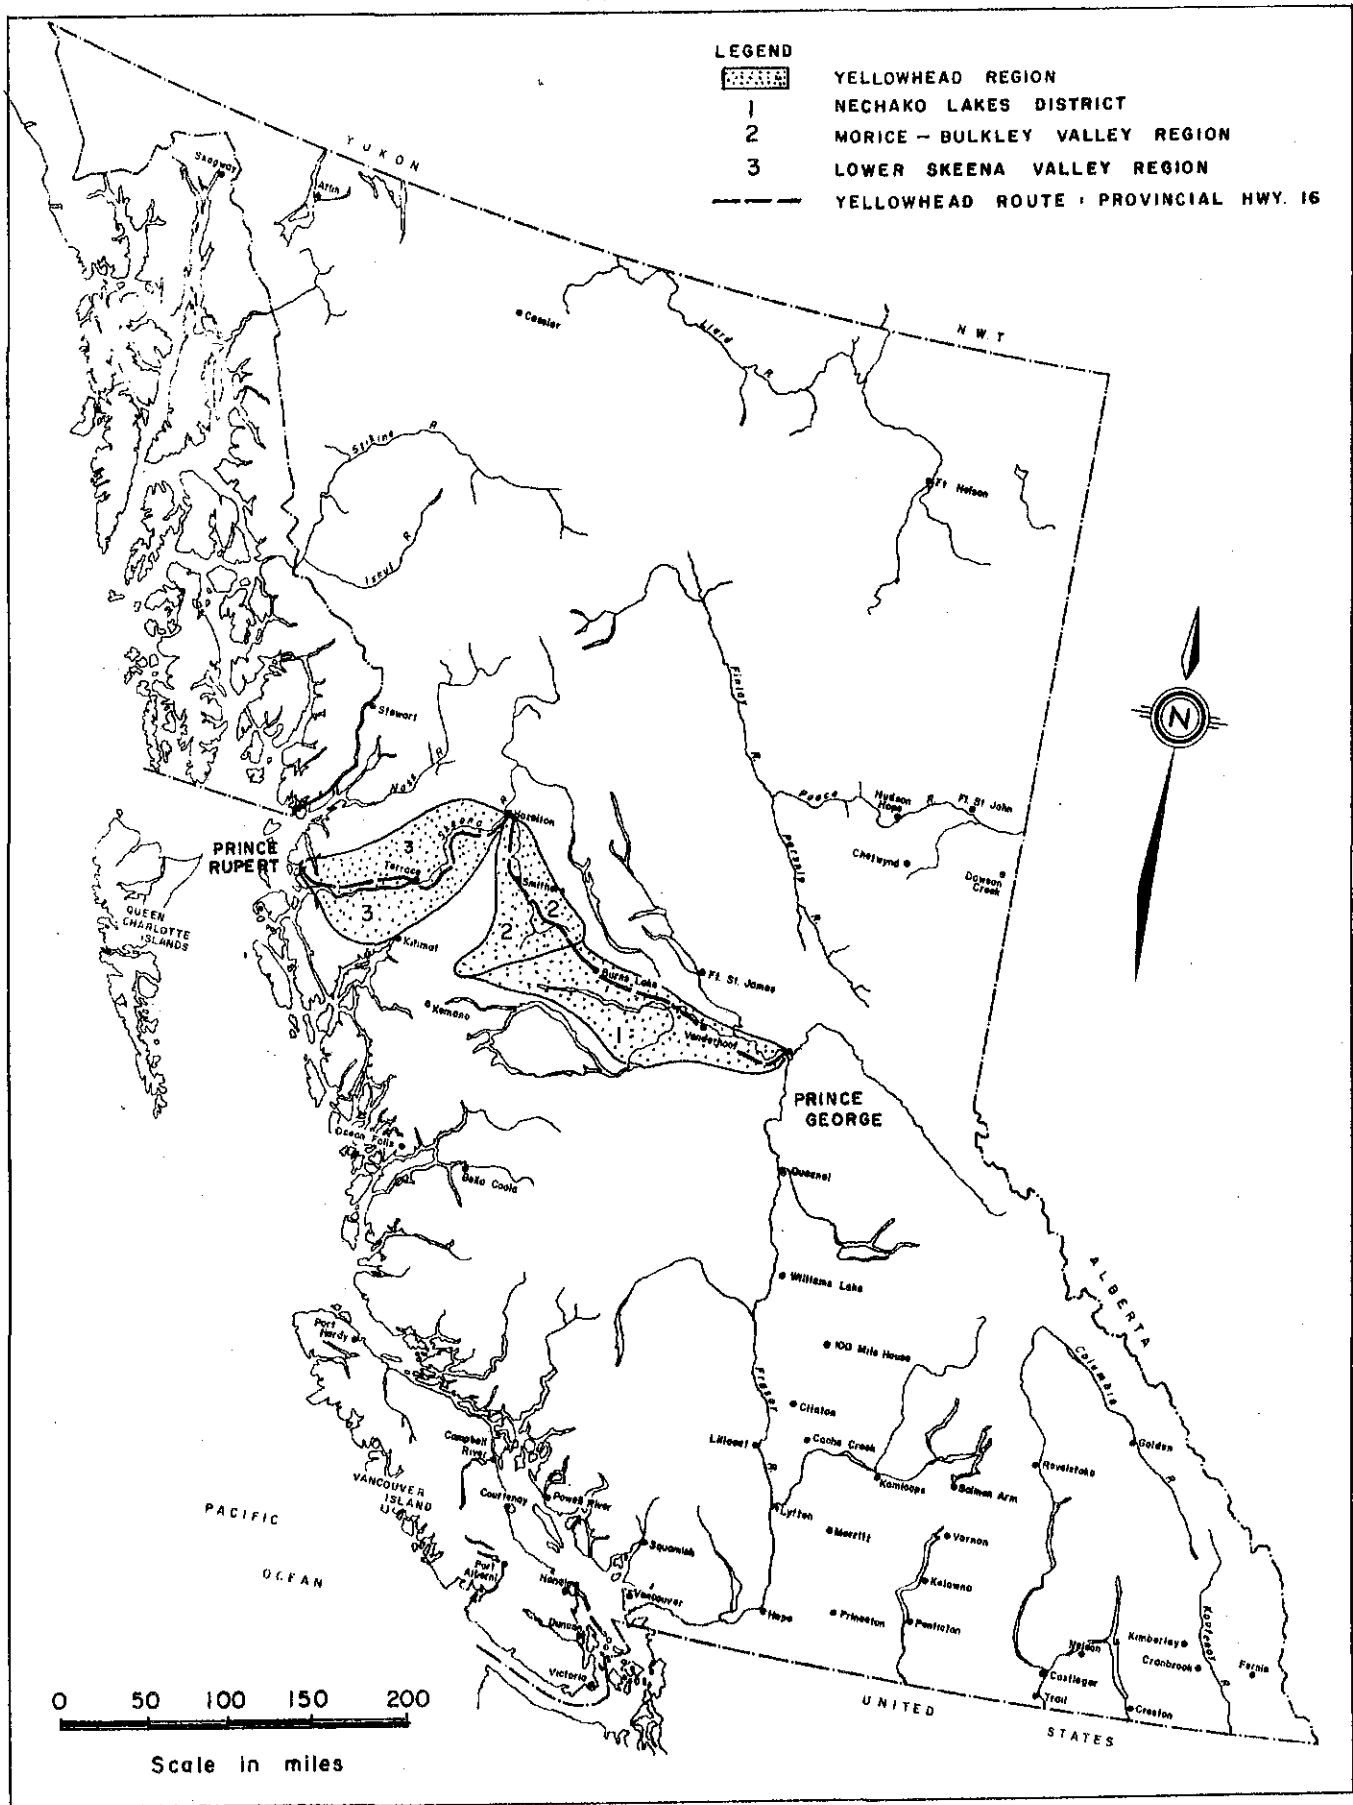 LEGEND
YELLOWHEAD REGION
1 NECHAKO LAKES DISTRICT
2 MORICE – BULKLEY VALLEY REGION
3 LOWER SKEENA VALLEY REGION
YELLOWHEAD ROUTE : PROVINCIAL HWY. 16
YUKON
Skagway
Atlin
Cassiar
Liard R
N.W.T
Stikine R
Iskut R
Ft Nelson
Finlay R
Stewart
Nass R
N
Peace R
Hudson
Hope
Ft. St John
Chetwynd
Dawson
Creek
Parsnip R
Hazelton
Skeena R
PRINCE
RUPERT
3
Terrace
3
Smithers
2
2
QUEEN
CHARLOTTE
ISLANDS
Kitimat
Burns Lake
Ft. St. James
Kemano
1
Vanderhoof
PRINCE
GEORGE
Ocean Falls
Bella Coola
Quesnel
Williams Lake
ALBERTA
Port
Hardy
100 Mile House
Fraser R
Columbia R
Clinton
Lillooet
Cache Creek
Golden
Campbell
River
Revelstoke
Kamloops
Salmon Arm
VANCOUVER
ISLAND
Courtenay
Powell River
Lytton
Merritt
Vernon
PACIFIC
OCEAN
Squamish
Port
Alberni
Nanaimo
Vancouver
Kelowna
Hope
Princeton
Penticton
Duncan
Nelson
Kimberley
Kootenay R
Cranbrook
Fernie
Victoria
Castlegar
Trail
Creston
UNITED
STATES
0 50 100 150 200
Scale in miles